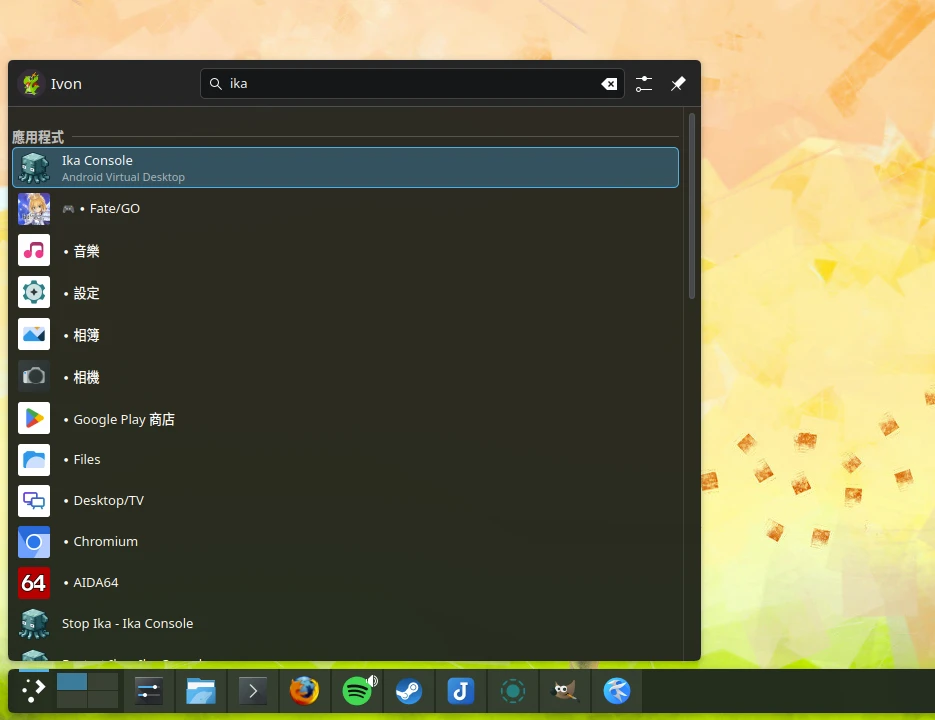 Ivon
ika
應用程式
Ika Console
Android Virtual Desktop
🎮 • Fate/GO
• 音樂
• 設定
• 相簿
• 相機
• Google Play 商店
• Files
• Desktop/TV
• Chromium
64 • AIDA64
Stop Ika - Ika Console